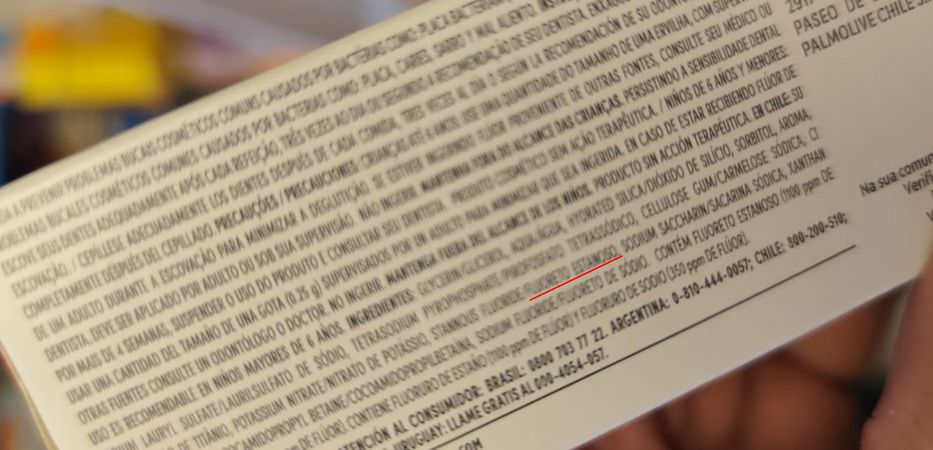 A A PREVENIR PROBLEMAS BUCAIS COSMÉTICOS COMUNS CAUSADOS POR BACTÉRIAS COMO: PLACA BACTERIANA
OBLEMAS BUCALES COSMÉTICOS COMUNES CAUSADOS POR BACTERIAS COMO: PLACA, CARIES, SARRO Y MAL ALIENTO.
ESCOVE SEUS DENTES ADEQUADAMENTE APÓS CADA REFEIÇÃO, TRÊS VEZES AO DIA OU SEGUNDO A RECOMENDAÇÃO DE SEU DENTISTA.
ESCOVAÇÃO. / CEPÍLLESE ADECUADAMENTE LOS DIENTES DESPUÉS DE CADA COMIDA, TRES VECES AL DÍA O SEGÚN LA RECOMENDACIÓN DE SU
COMPLETAMENTE DESPUÉS DEL CEPILLADO. PRECAUÇÕES / PRECAUCIONES: CRIANÇAS ATÉ 6 ANOS: USE UMA QUANTIDADE DO TAMANHO DE UMA ERVILHA, COM SUPERVISÃO
DE UM ADULTO DURANTE A ESCOVAÇÃO PARA MINIMIZAR A DEGLUTIÇÃO. SE ESTIVER INGERINDO FLÚOR PROVENIENTE DE OUTRAS FONTES, CONSULTE SEU MÉDICO OU
DENTISTA. DEVE SER APLICADO POR ADULTO OU SOB SUA SUPERVISÃO. NÃO INGERIR. MANTENHA FORA DO ALCANCE DAS CRIANÇAS. PERSISTINDO A SENSIBILIDADE DENTAL
POR MAIS DE 4 SEMANAS, SUSPENDER O USO DO PRODUTO E CONSULTAR SEU DENTISTA. PRODUTO COSMÉTICO SEM AÇÃO TERAPÊUTICA. / NIÑOS DE 6 AÑOS Y MENORES:
USAR UNA CANTIDAD DEL TAMAÑO DE UNA GOTA (0.25 g) SUPERVISADOS POR UN ADULTO PARA MINIMIZAR QUE SEA INGERIDA. EN CASO DE ESTAR RECIBIENDO FLÚOR DE
OTRAS FUENTES CONSULTE UN ODONTÓLOGO O DOCTOR. NO INGERIR. MANTENGA FUERA DEL ALCANCE DE LOS NIÑOS. PRODUCTO SIN ACCIÓN TERAPÉUTICA. EN CHILE: SU
USO ES RECOMENDABLE EN NIÑOS MAYORES DE 6 AÑOS. INGREDIENTES: GLYCERIN/GLICEROL, AQUA/ÁGUA, HYDRATED SILICA/DIÓXIDO DE SILÍCIO, SORBITOL, AROMA,
SODIUM LAURYL SULFATE/LAURILSULFATO DE SÓDIO, TETRASODIUM PYROPHOSPHATE/PIROFOSFATO TETRASSÓDICO, CELLULOSE GUM/CARMELOSE SÓDICA, CI
DE TITÂNIO, POTASSIUM NITRATE/NITRATO DE POTÁSSIO, STANNOUS FLUORIDE/FLUORETO ESTANOSO, SODIUM SACCHARIN/SACARINA SÓDICA, XANTHAN
COCAMIDOPROPYL BETAINE/COCOAMIDOPROPILBETAÍNA, SODIUM FLUORIDE/FLUORETO DE SÓDIO. CONTÉM FLUORETO ESTANOSO (1100 ppm DE
ppm DE FLÚOR). CONTIENE FLUORURO DE ESTAÑO (1100 ppm DE FLÚOR) Y FLUORURO DE SODIO (350 ppm DE FLÚOR).
ATENCIÓN AL CONSUMIDOR: BRASIL: 0800 703 77 22. ARGENTINA: 0-810-444-0057; CHILE: 800-200-510;
URUGUAY: LLAME GRATIS AL 000-4054-057.
.COM
PASEO DE
PALMOLIVE CHILE
Na sua
Verifi